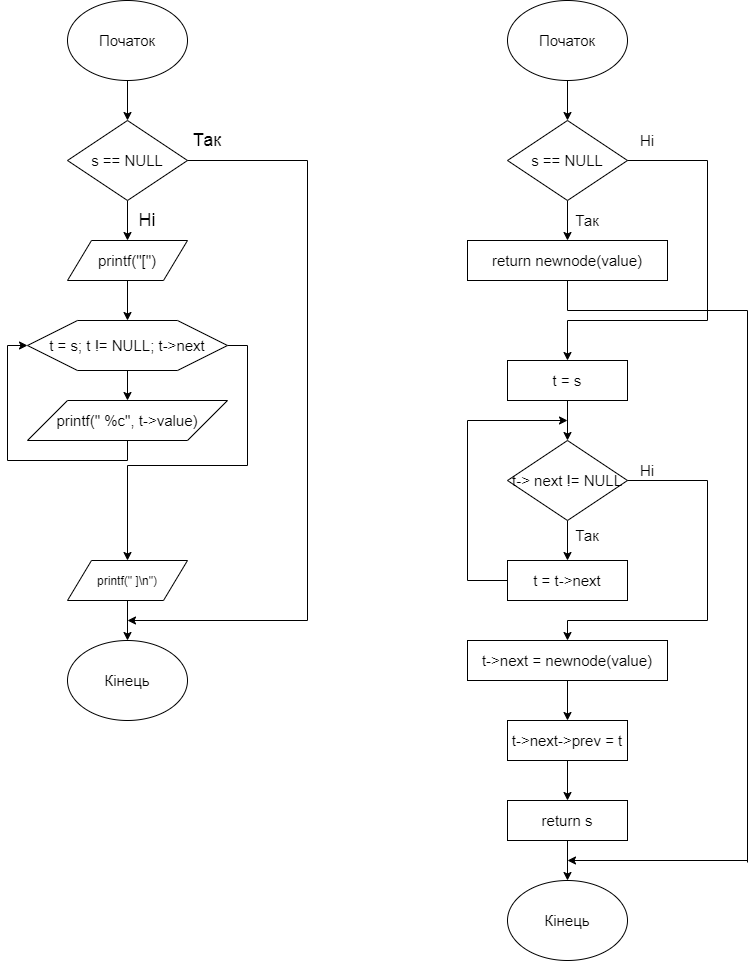 Початок
s == NULL
Так
Ні
printf("[")
t = s; t != NULL; t->next
printf(" %c", t->value)
printf(" ]\n")
Кінець
Початок
s == NULL
Ні
Так
return newnode(value)
t = s
t-> next != NULL
Ні
Так
t = t->next
t->next = newnode(value)
t->next->prev = t
return s
Кінець